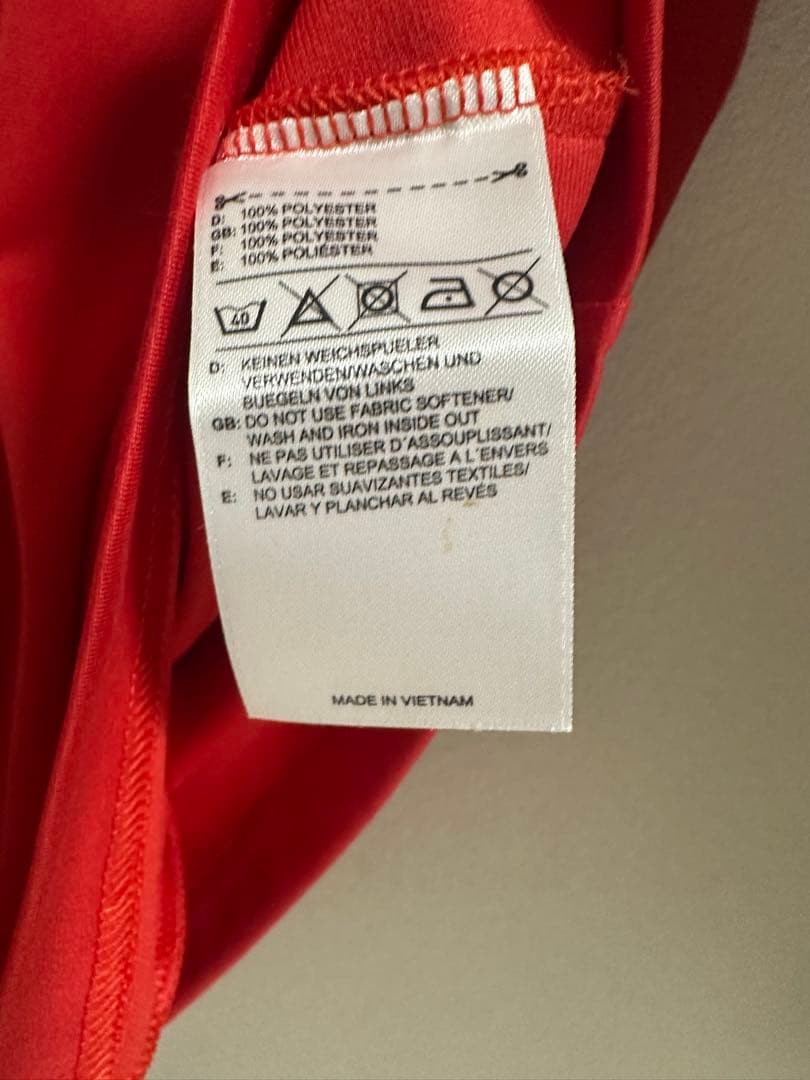 D: 100% POLYESTER
GB: 100% POLYESTER
F: 100% POLYESTER
E: 100% POLIÉSTER
40
D: KEINEN WEICHSPUELER
VERWENDEN/WASCHEN UND
BUEGELN VON LINKS
GB: DO NOT USE FABRIC SOFTENER/
WASH AND IRON INSIDE OUT
F: NE PAS UTILISER D'ASSOUPLISSANT/
LAVAGE ET REPASSAGE A L'ENVERS
E: NO USAR SUAVIZANTES TEXTILES/
LAVAR Y PLANCHAR AL REVÉS
MADE IN VIETNAM